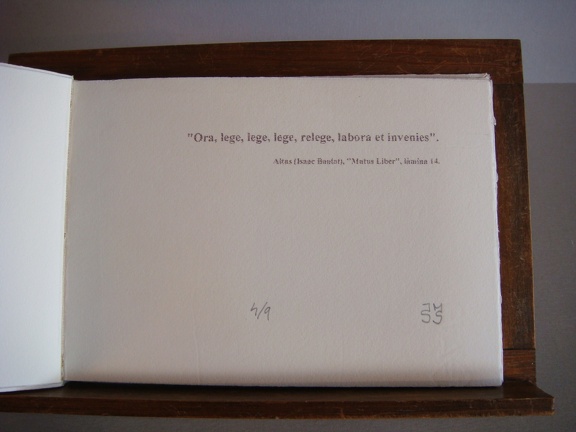 "Ora, lege, lege, lege, relege, labora et invenies".
Altus (Isaac Baulot), "Mutus Liber", lámina 14.
4/9